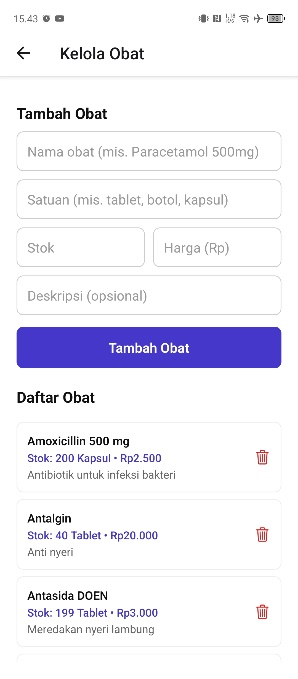 15.43
Kelola Obat
Tambah Obat
Nama obat (mis. Paracetamol 500mg)
Satuan (mis. tablet, botol, kapsul)
Stok
Harga (Rp)
Deskripsi (opsional)
Tambah Obat
Daftar Obat
Amoxicillin 500 mg
Stok: 200 Kapsul • Rp2.500
Antibiotik untuk infeksi bakteri
Antalgin
Stok: 40 Tablet • Rp20.000
Anti nyeri
Antasida DOEN
Stok: 199 Tablet • Rp3.000
Meredakan nyeri lambung